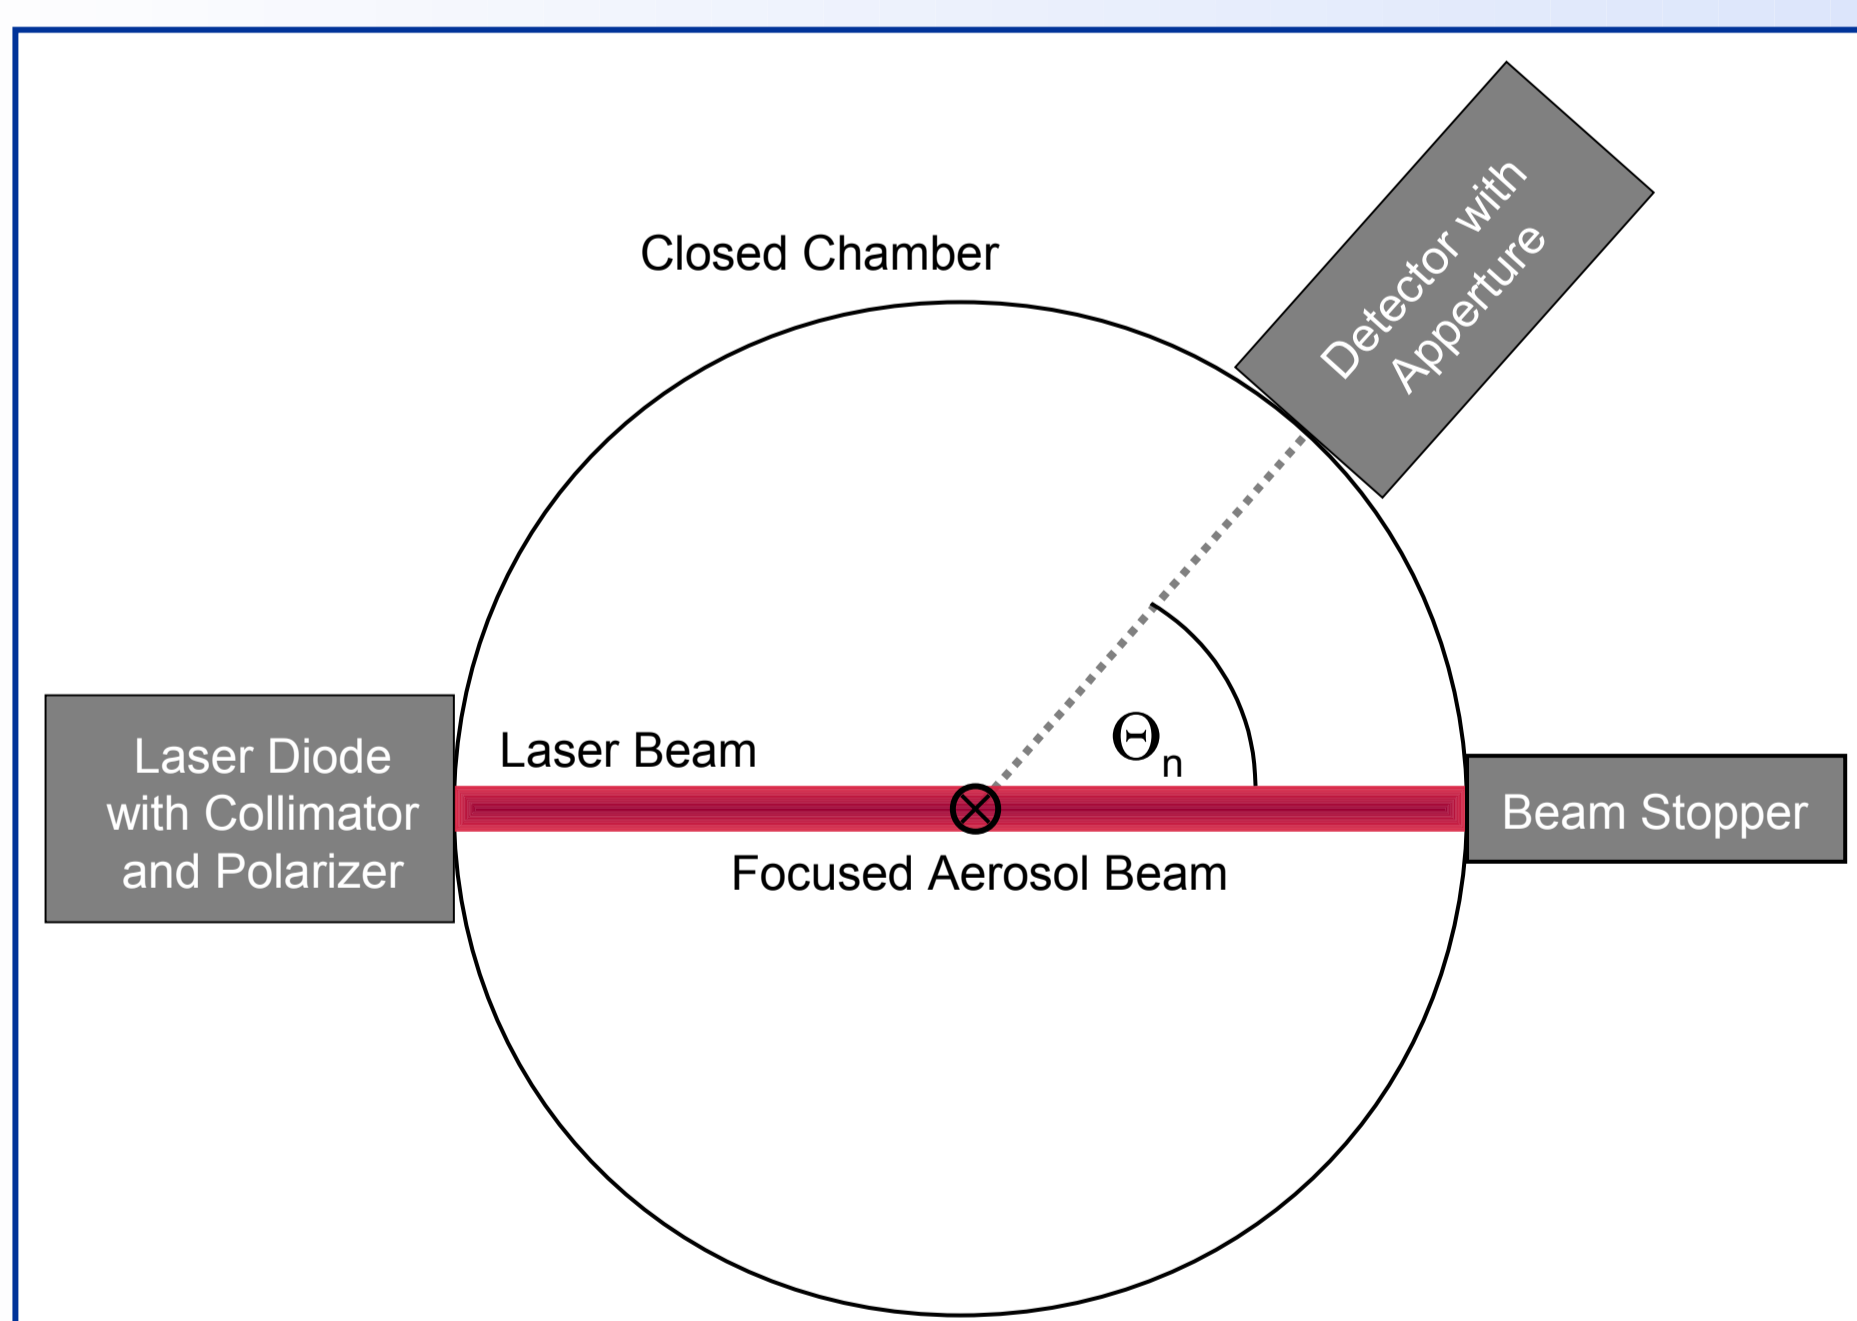 Closed Chamber
Detector with
Apperture
Laser Diode
with Collimator
and Polarizer
Laser Beam
Θn
Beam Stopper
Focused Aerosol Beam